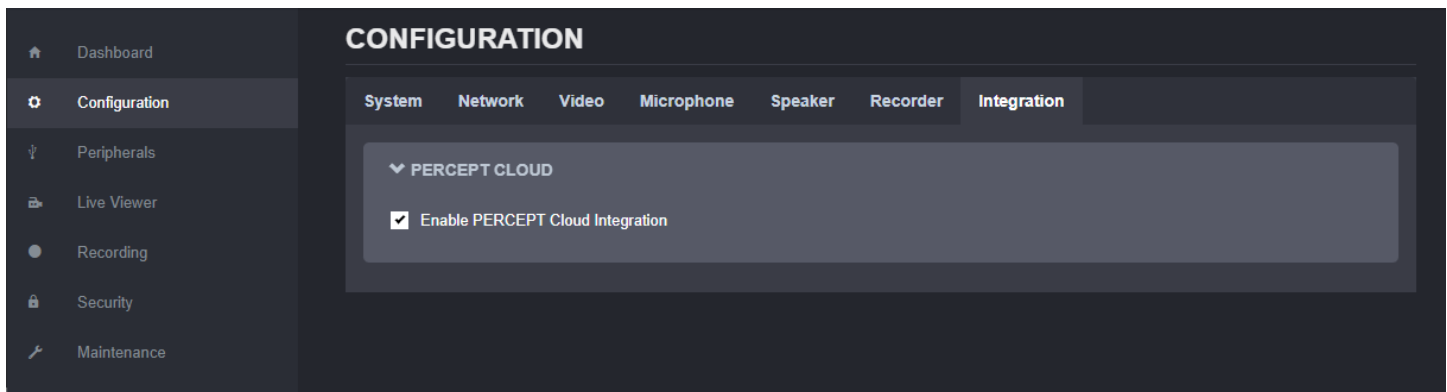 CONFIGURATION
Dashboard
Configuration
Peripherals
Live Viewer
Recording
Security
Maintenance
System Network Video Microphone Speaker Recorder Integration
PERCEPT CLOUD
Enable PERCEPT Cloud Integration